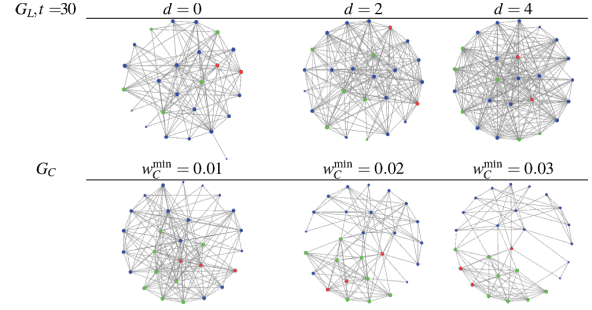 G_L, t =30 d = 0 d = 2 d = 4
G_C w_C^min = 0.01 w_C^min = 0.02 w_C^min = 0.03